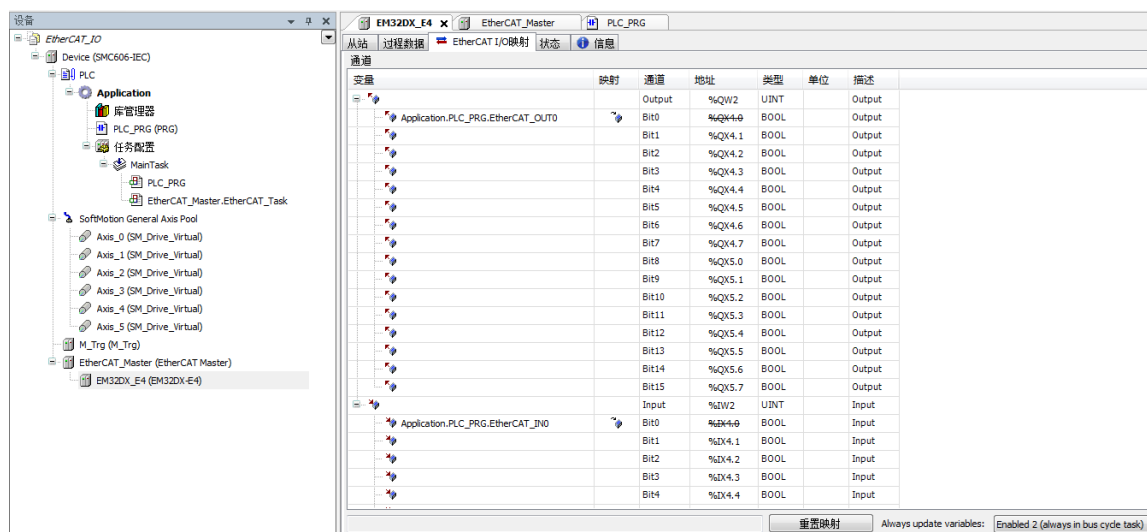 设备
EtherCAT_IO
Device (SMC606-IEC)
PLC
Application
库管理器
PLC_PRG (PRG)
任务配置
MainTask
PLC_PRG
EtherCAT_Master.EtherCAT_Task
SoftMotion General Axis Pool
Axis_0 (SM_Drive_Virtual)
Axis_1 (SM_Drive_Virtual)
Axis_2 (SM_Drive_Virtual)
Axis_3 (SM_Drive_Virtual)
Axis_4 (SM_Drive_Virtual)
Axis_5 (SM_Drive_Virtual)
M_Trg (M_Trg)
EtherCAT_Master (EtherCAT Master)
EM32DX_E4 (EM32DX-E4)
EM32DX_E4 EtherCAT_Master PLC_PRG
从站 过程数据 EtherCAT I/O映射 状态 信息
通道
变量 映射 通道 地址 类型 单位 描述
Output %QW2 UINT Output
Application.PLC_PRG.EtherCAT_OUT0 Bit0 %QX4.0 BOOL Output
Bit1 %QX4.1 BOOL Output
Bit2 %QX4.2 BOOL Output
Bit3 %QX4.3 BOOL Output
Bit4 %QX4.4 BOOL Output
Bit5 %QX4.5 BOOL Output
Bit6 %QX4.6 BOOL Output
Bit7 %QX4.7 BOOL Output
Bit8 %QX5.0 BOOL Output
Bit9 %QX5.1 BOOL Output
Bit10 %QX5.2 BOOL Output
Bit11 %QX5.3 BOOL Output
Bit12 %QX5.4 BOOL Output
Bit13 %QX5.5 BOOL Output
Bit14 %QX5.6 BOOL Output
Bit15 %QX5.7 BOOL Output
Input %IW2 UINT Input
Application.PLC_PRG.EtherCAT_IN0 Bit0 %IX4.0 BOOL Input
Bit1 %IX4.1 BOOL Input
Bit2 %IX4.2 BOOL Input
Bit3 %IX4.3 BOOL Input
Bit4 %IX4.4 BOOL Input
重置映射 Always update variables: Enabled 2 (always in bus cycle task)